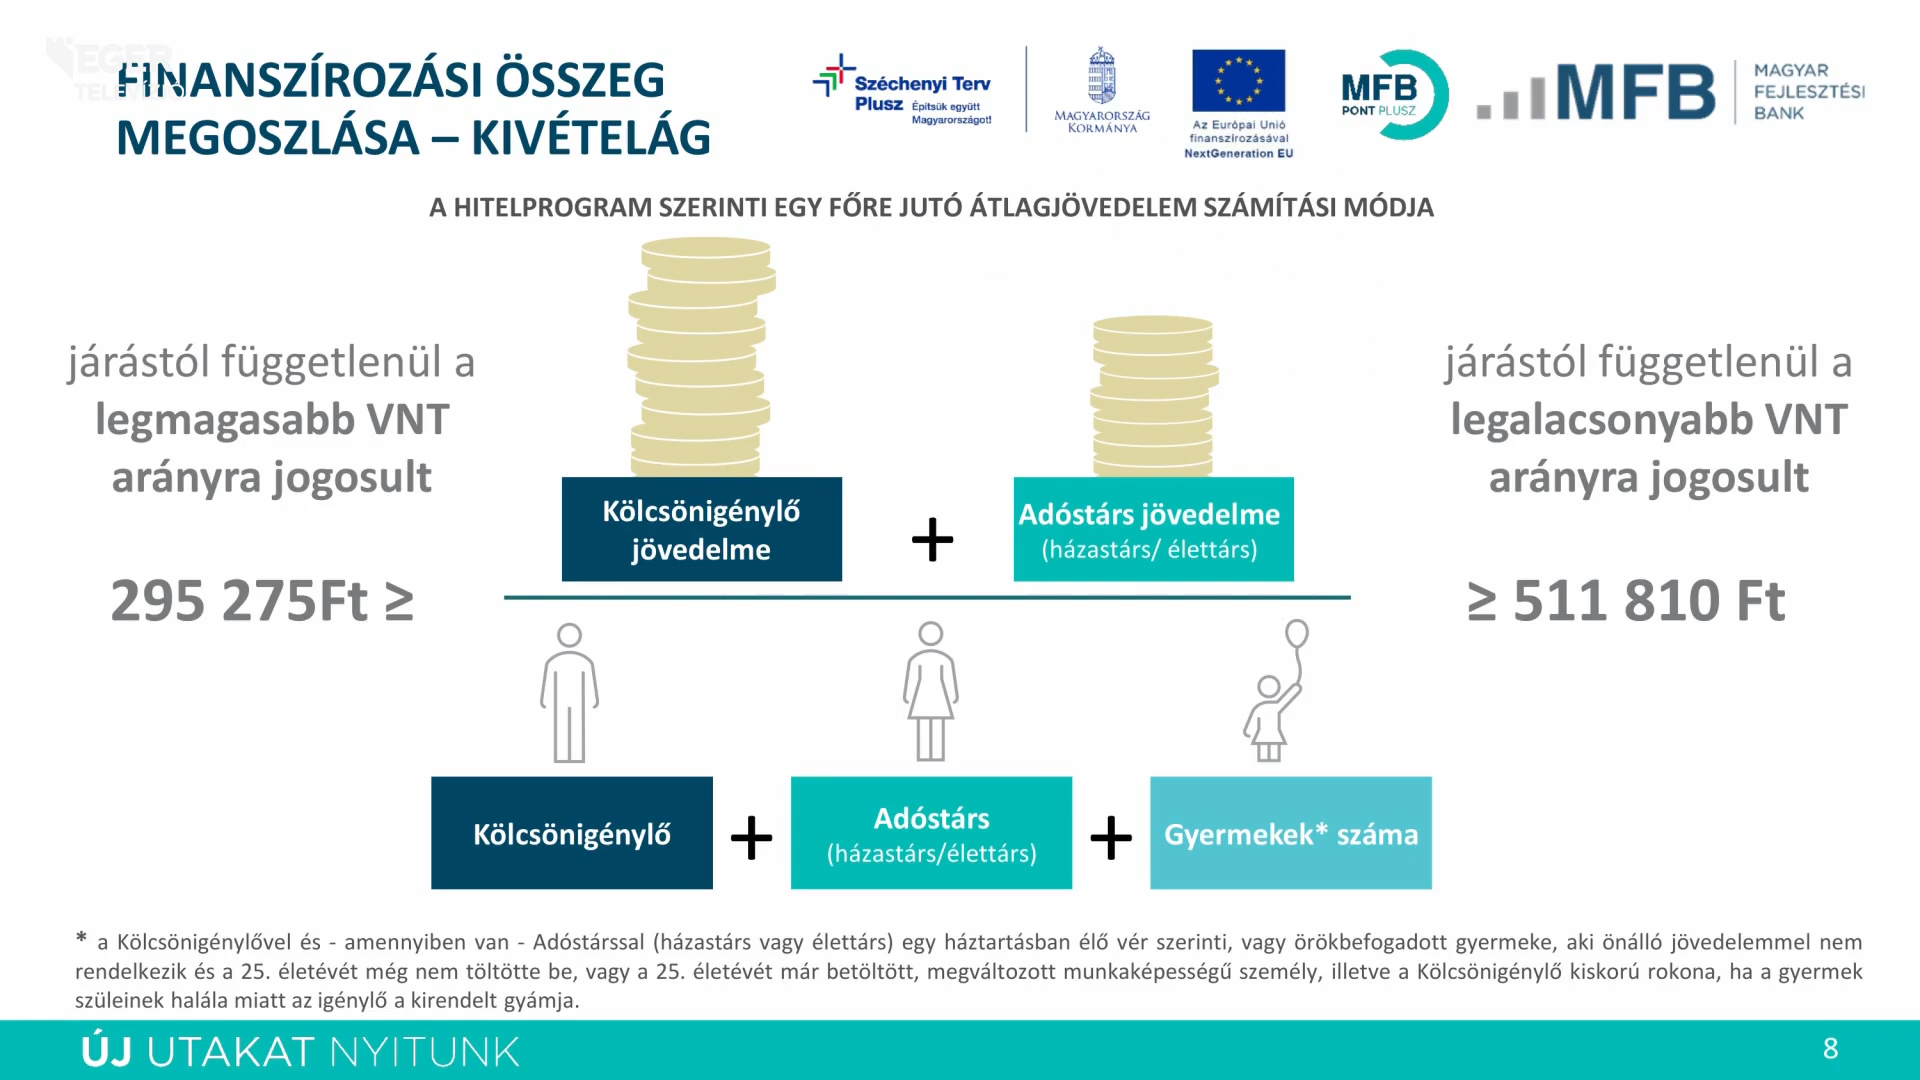 EGER
TELEVÍZIÓ
FINANSZÍROZÁSI ÖSSZEG
MEGOSZLÁSA – KIVÉTELÁG
Széchenyi Terv
Plusz Építsük együtt
Magyarországot!
MAGYARORSZÁG
KORMÁNYA
Az Európai Unió
finanszírozásával
NextGeneration EU
MFB
PONT PLUSZ
MFB
MAGYAR
FEJLESZTÉSI
BANK
A HITELPROGRAM SZERINTI EGY FŐRE JUTÓ ÁTLAGJÖVEDELEM SZÁMÍTÁSI MÓDJA
járástól függetlenül a
legmagasabb VNT
arányra jogosult
295 275Ft ≥
Kölcsönigénylő
jövedelme
+
Adóstárs jövedelme
(házastárs/ élettárs)
járástól függetlenül a
legalacsonyabb VNT
arányra jogosult
≥ 511 810 Ft
Kölcsönigénylő
+
Adóstárs
(házastárs/élettárs)
+
Gyermekek* száma
* a Kölcsönigénylővel és - amennyiben van - Adóstárssal (házastárs vagy élettárs) egy háztartásban élő vér szerinti, vagy örökbefogadott gyermeke, aki önálló jövedelemmel nem
rendelkezik és a 25. életévét még nem töltötte be, vagy a 25. életévét már betöltött, megváltozott munkaképességű személy, illetve a Kölcsönigénylő kiskorú rokona, ha a gyermek
szüleinek halála miatt az igénylő a kirendelt gyámja.
ÚJ UTAKAT NYITUNK
8